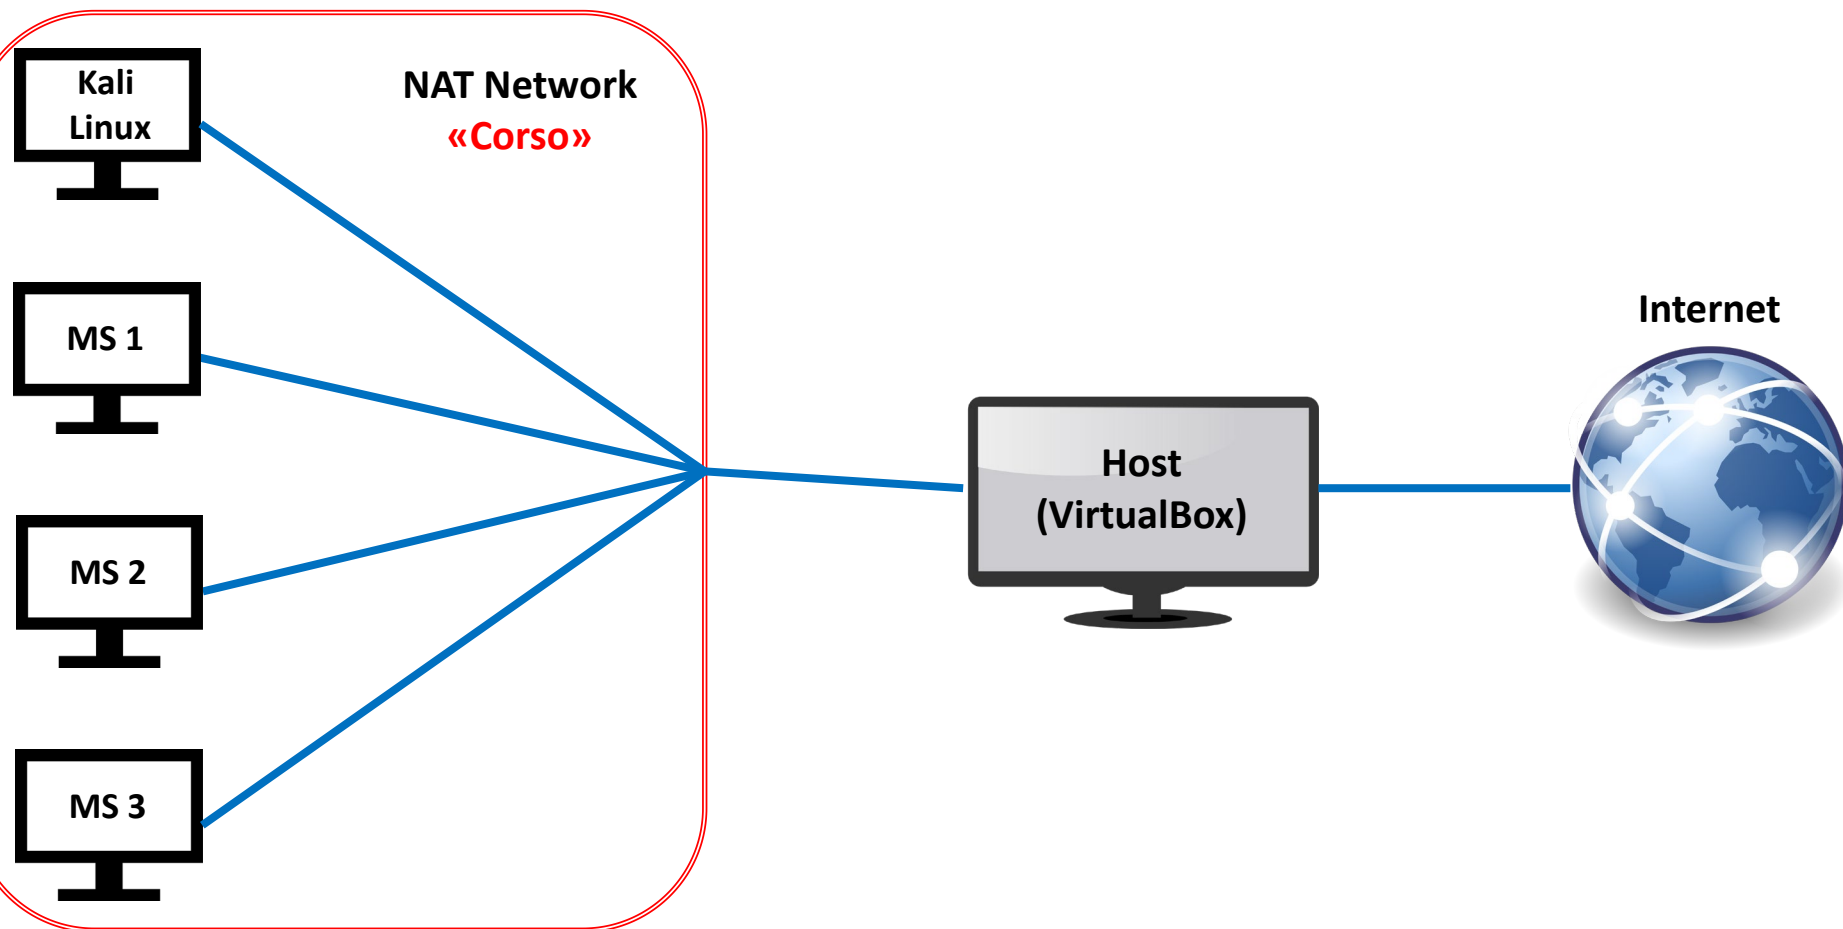 Kali
Linux
NAT Network
«Corso»
MS 1
MS 2
MS 3
Host
(VirtualBox)
Internet